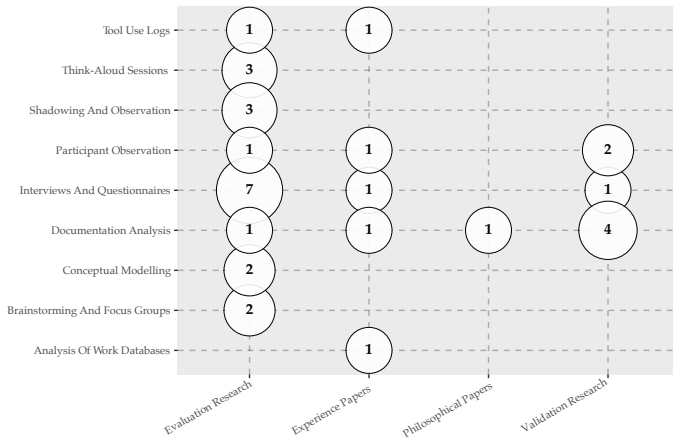 Tool Use Logs 1 1
Think-Aloud Sessions 3
Shadowing And Observation 3
Participant Observation 1 1 2
Interviews And Questionnaires 7 1 1
Documentation Analysis 1 1 1 4
Conceptual Modelling 2
Brainstorming And Focus Groups 2
Analysis Of Work Databases 1
Evaluation Research
Experience Papers
Philosophical Papers
Validation Research